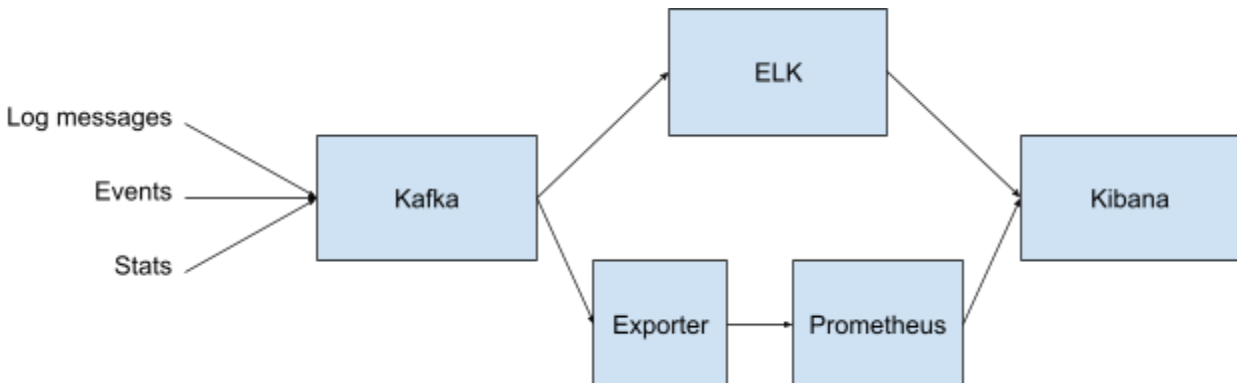 Log messages
Events
Stats
Kafka
ELK
Exporter
Prometheus
Kibana